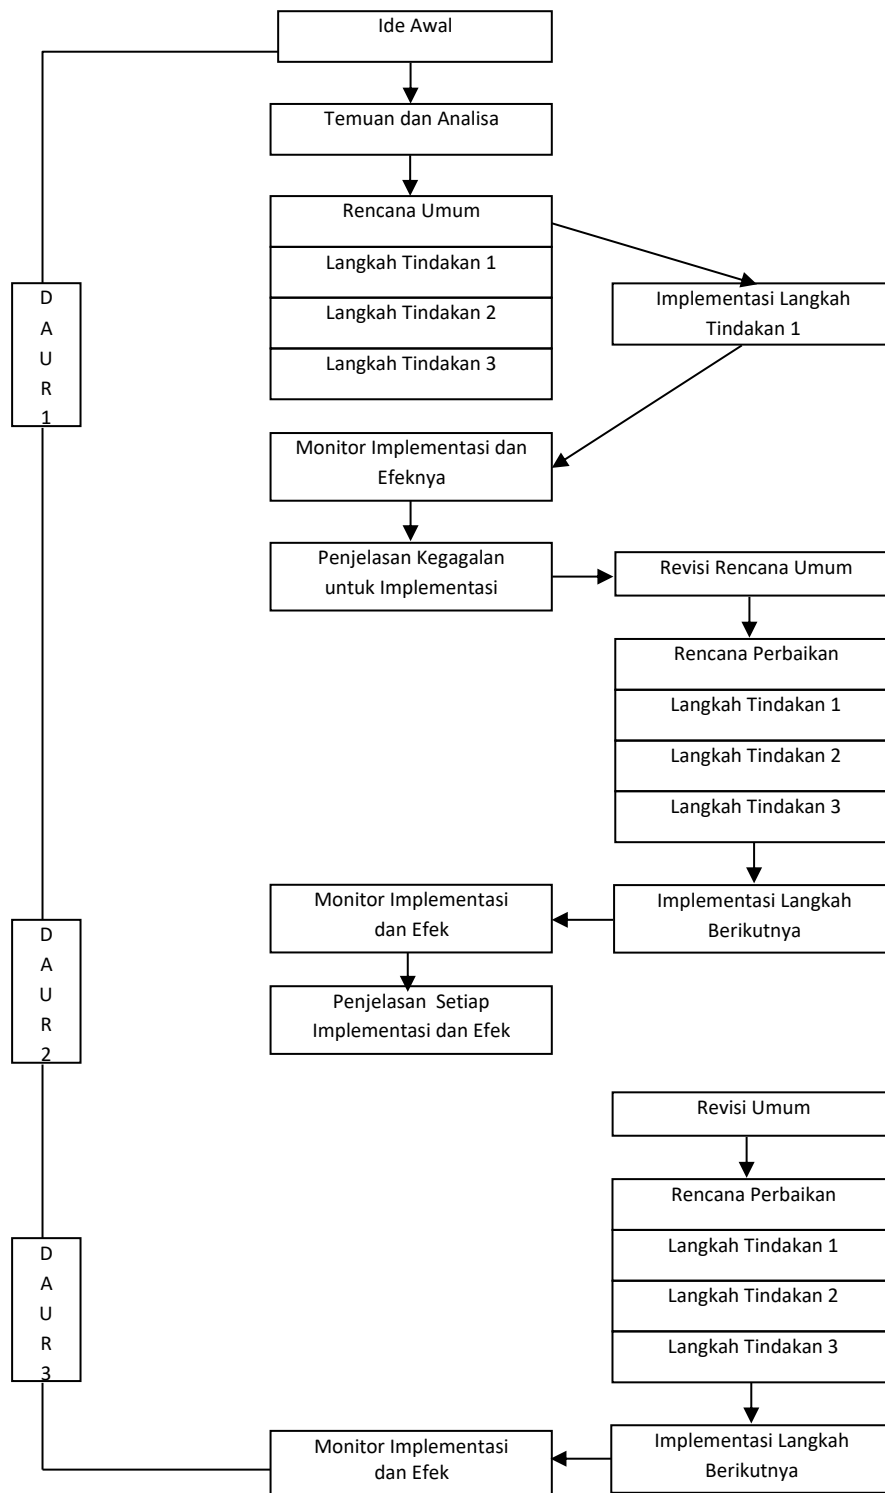 Ide Awal
Temuan dan Analisa
Rencana Umum
Langkah Tindakan 1
Langkah Tindakan 2
Langkah Tindakan 3
Implementasi Langkah
Tindakan 1
D
A
U
R
1
Monitor Implementasi dan
Efeknya
Penjelasan Kegagalan
untuk Implementasi
Revisi Rencana Umum
Rencana Perbaikan
Langkah Tindakan 1
Langkah Tindakan 2
Langkah Tindakan 3
Implementasi Langkah
Berikutnya
Monitor Implementasi
dan Efek
D
A
U
R
2
Penjelasan  Setiap
Implementasi dan Efek
Revisi Umum
Rencana Perbaikan
Langkah Tindakan 1
Langkah Tindakan 2
Langkah Tindakan 3
D
A
U
R
3
Implementasi Langkah
Berikutnya
Monitor Implementasi
dan Efek